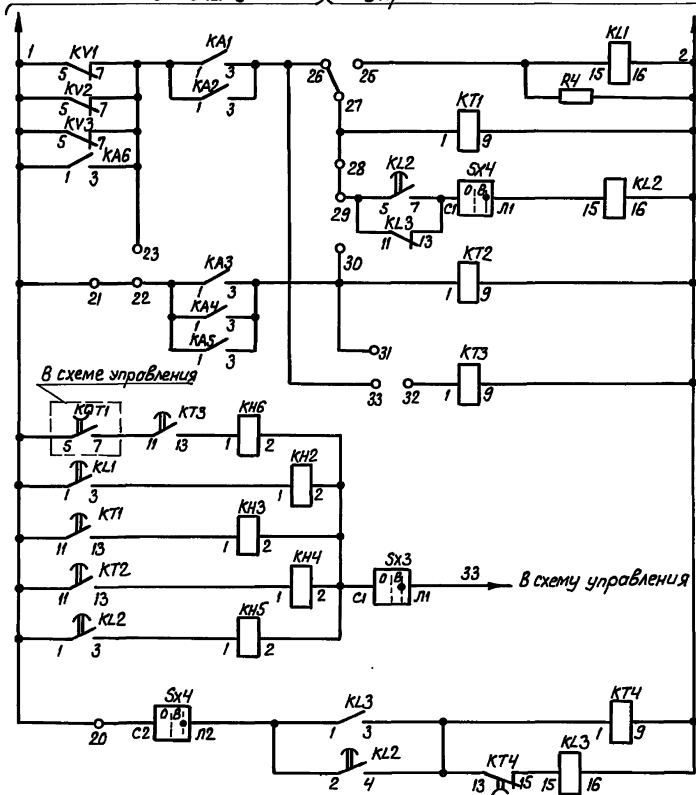 1 KV1 KA1 KL1 2
5 7 1 3 26 25 15 16
KV2 KA2 R4
5 7 1 3 27
KV3 KT1
5 7 KA6 1 9
1 3 28 KL2 SX4 KL2
О В
29 5 7 С1 Л1 15 16
KL3
11 13
23 30
KA3 KT2
21 22 1 3 1 9
KA4
1 3
KA5 31 KT3
1 3
В схеме управления 33 32 1 9
KQT1 KT3 KH6
5 7 11 13 1 2
KL1 KH2
1 3 1 2
KT1 KH3
11 13 1 2 SX3
KT2 KH4 О В 33 В схему управления
11 13 1 2 С1 Л1
KL2 KH5
1 3 1 2
SX4 KL3 KT4
О В
20 С2 Л2 1 3 1 9
KL2 KT4 KL3
2 4 13 15 15 16